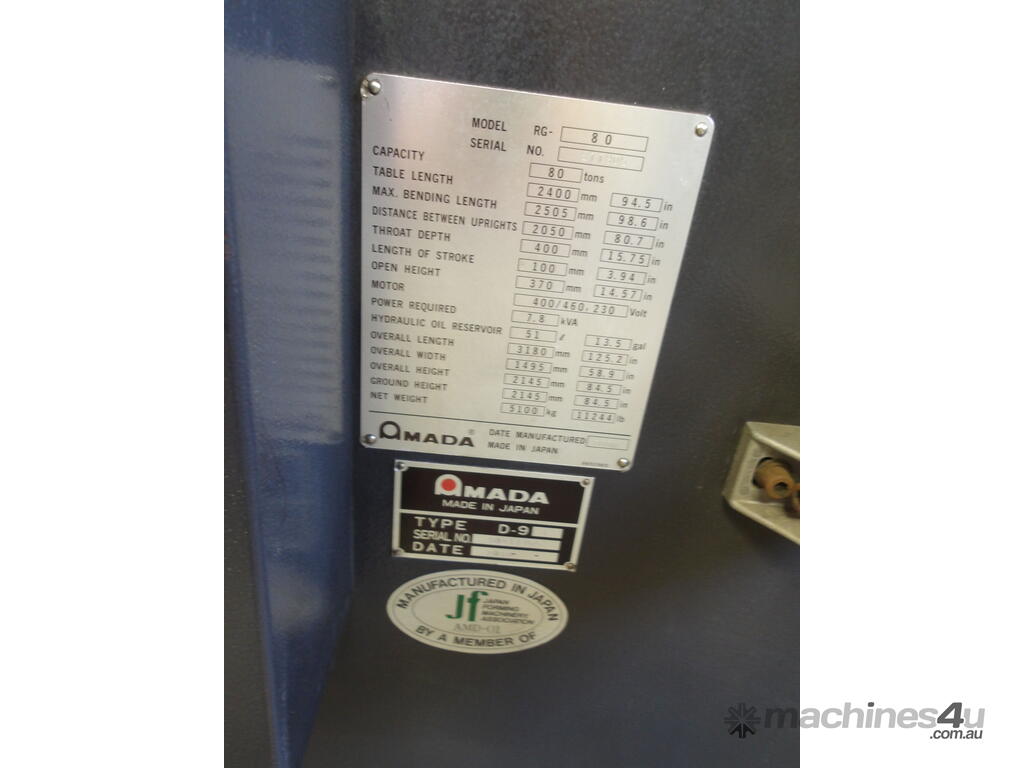 MODEL RG- 80
SERIAL NO.
CAPACITY 80 tons
TABLE LENGTH 2400 mm 94.5 in
MAX. BENDING LENGTH 2505 mm 98.6 in
DISTANCE BETWEEN UPRIGHTS 2050 mm 80.7 in
THROAT DEPTH 400 mm 15.75 in
LENGTH OF STROKE 100 mm 3.94 in
OPEN HEIGHT 370 mm 14.57 in
MOTOR 400/460,230 Volt
POWER REQUIRED 7.8 kVA
HYDRAULIC OIL RESERVOIR 51 ℓ 13.5 gal
OVERALL LENGTH 3180 mm 125.2 in
OVERALL WIDTH 1495 mm 58.9 in
OVERALL HEIGHT 2145 mm 84.5 in
GROUND HEIGHT 2145 mm 84.5 in
NET WEIGHT 5100 kg 11244 lb
AMADA ® DATE MANUFACTURED
MADE IN JAPAN
AMADA
MADE IN JAPAN
TYPE D-9
SERIAL NO
DATE
MANUFACTURED IN JAPAN
Jf JAPAN FORMING MACHINERY ASSOCIATION
AMD-01
BY A MEMBER OF
machines4u
.com.au